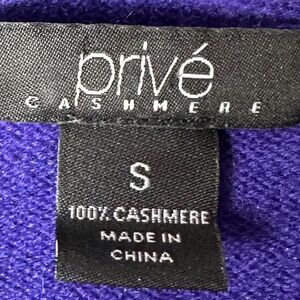 privé
CASHMERE
S
100% CASHMERE
MADE IN
CHINA